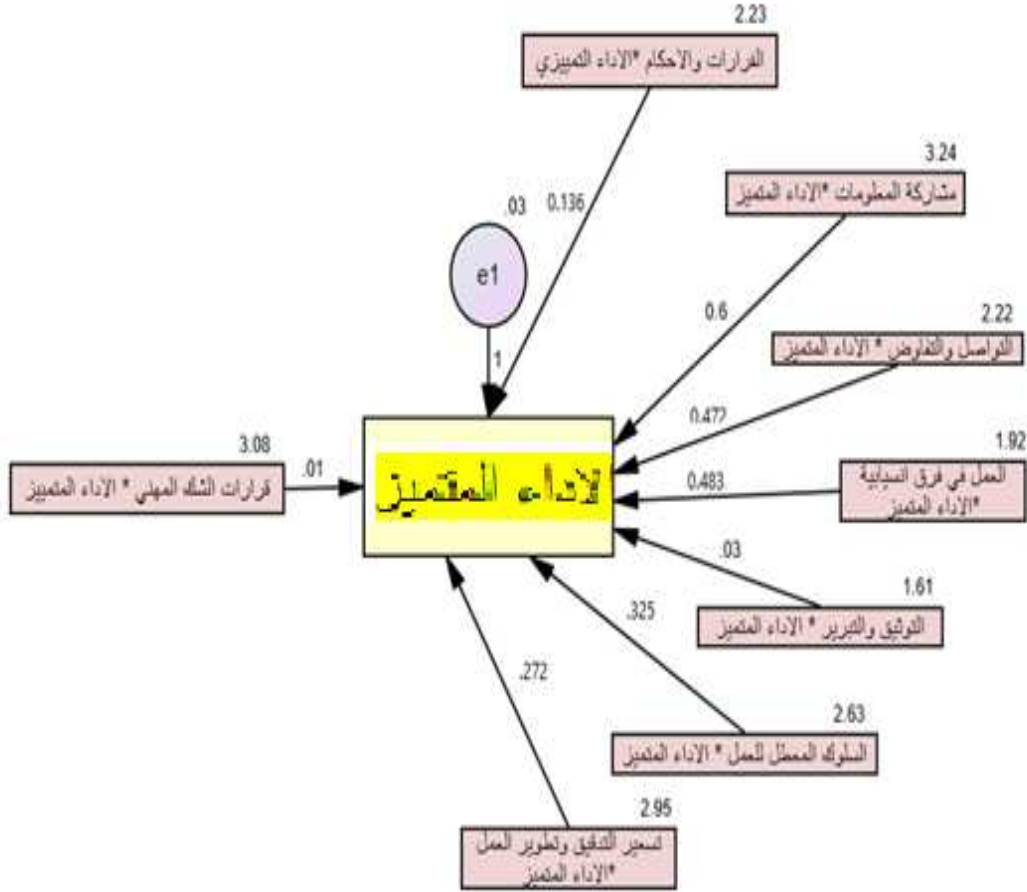 2.23
القرارات والاحكام *الاداء التمييزي
3.24
مشاركة المعلومات *الاداء المتميز
.03
0.136
e1
0.6
2.22
التواصل والتفاوض * الاداء المتميز
1
0.472
1.92
العمل في فرق انسيابية
*الاداء المتميز
3.08
قرارات الشك المهني * الاداء المتمييز
.01
الاداء المتميز
0.483
.03
1.61
التوثيق والتبرير * الاداء المتميز
.325
.272
2.63
السلوك المعطل للعمل * الاداء المتميز
2.95
تسعير التدقيق وتطوير العمل
*الاداء المتميز